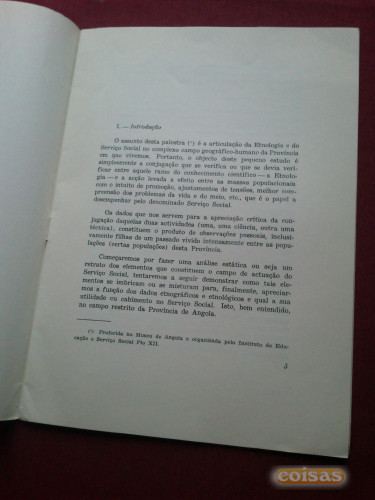 1. — Introdução
O assunto desta palestra (¹) é a articulação da Etnologia e do
Serviço Social no complexo campo geográfico-humano da Província
em que vivemos. Portanto, o objecto deste pequeno estudo é
simplesmente a conjugação que se verifica ou que se devia veri-
ficar entre aquele ramo do conhecimento científico — a Etnolo-
gia — e a acção levada a efeito entre as massas populacionais
com o intuito de promoção, ajustamentos de tensões, melhor com-
preensão dos problemas da vida e do meio, etc., que é o papel a
desempenhar pelo denominado Serviço Social.
Os dados que nos servem para a apreciação crítica da con-
jugação daquelas duas actividades (uma, uma ciência, outra uma
técnica), constituem o produto de observações pessoais, inclusi-
vamente filhas de um passado vivido intensamente entre as popu-
lações (certas populações) desta Província.
Começaremos por fazer uma análise estática ou seja um
retrato dos elementos que constituem o campo de actuação do
Serviço Social, tentaremos a seguir demonstrar como tais ele-
mentos se imbricam ou se misturam para, finalmente, apreciar-
mos a função dos dados etnográficos e etnológicos e qual a sua
utilidade ou cabimento no Serviço Social. Isto, bem entendido,
no campo restrito da Província de Angola.
(¹) Proferida no Museu de Angola e organizada pelo Instituto de Edu-
cação e Serviço Social Pio XII.
5
coisas